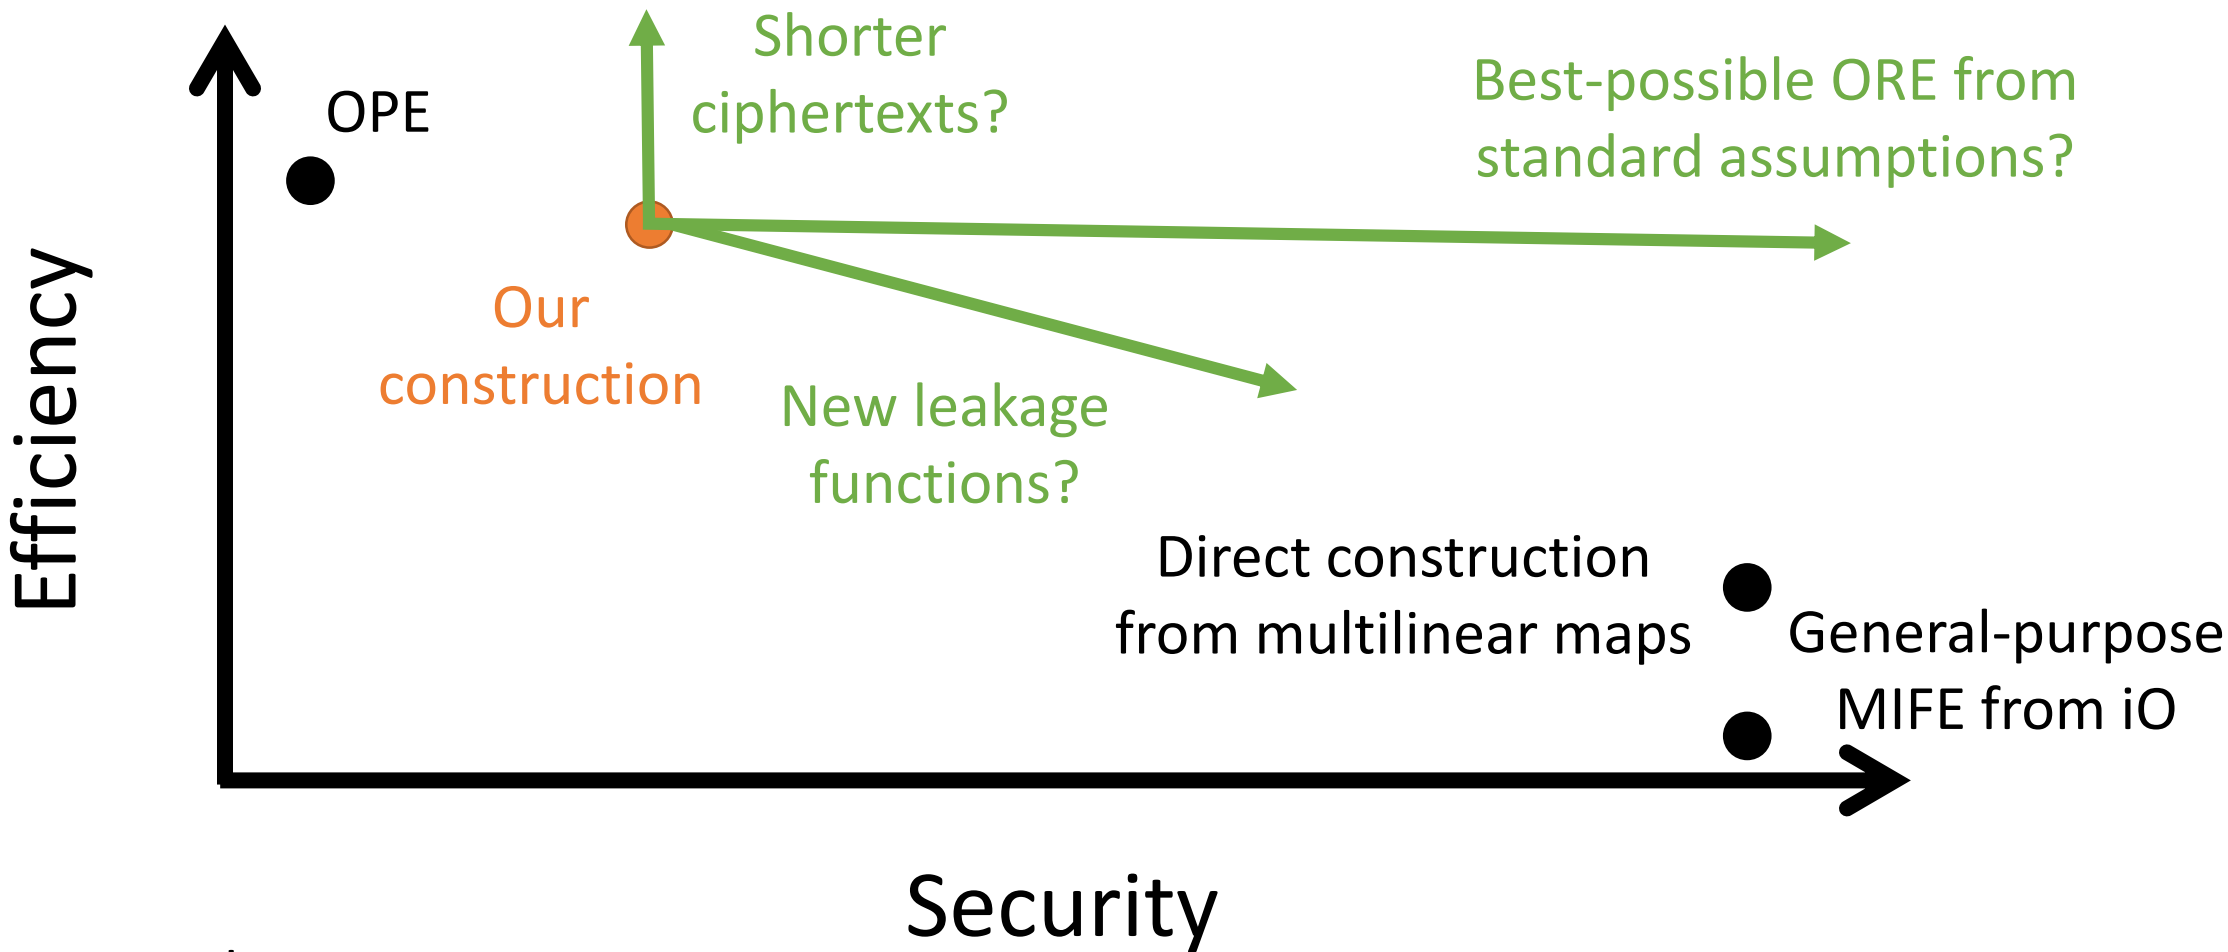 Shorter
ciphertexts?
OPE
Best-possible ORE from
standard assumptions?
Our
construction
New leakage
functions?
Direct construction
from multilinear maps
General-purpose
MIFE from iO
Efficiency
Security